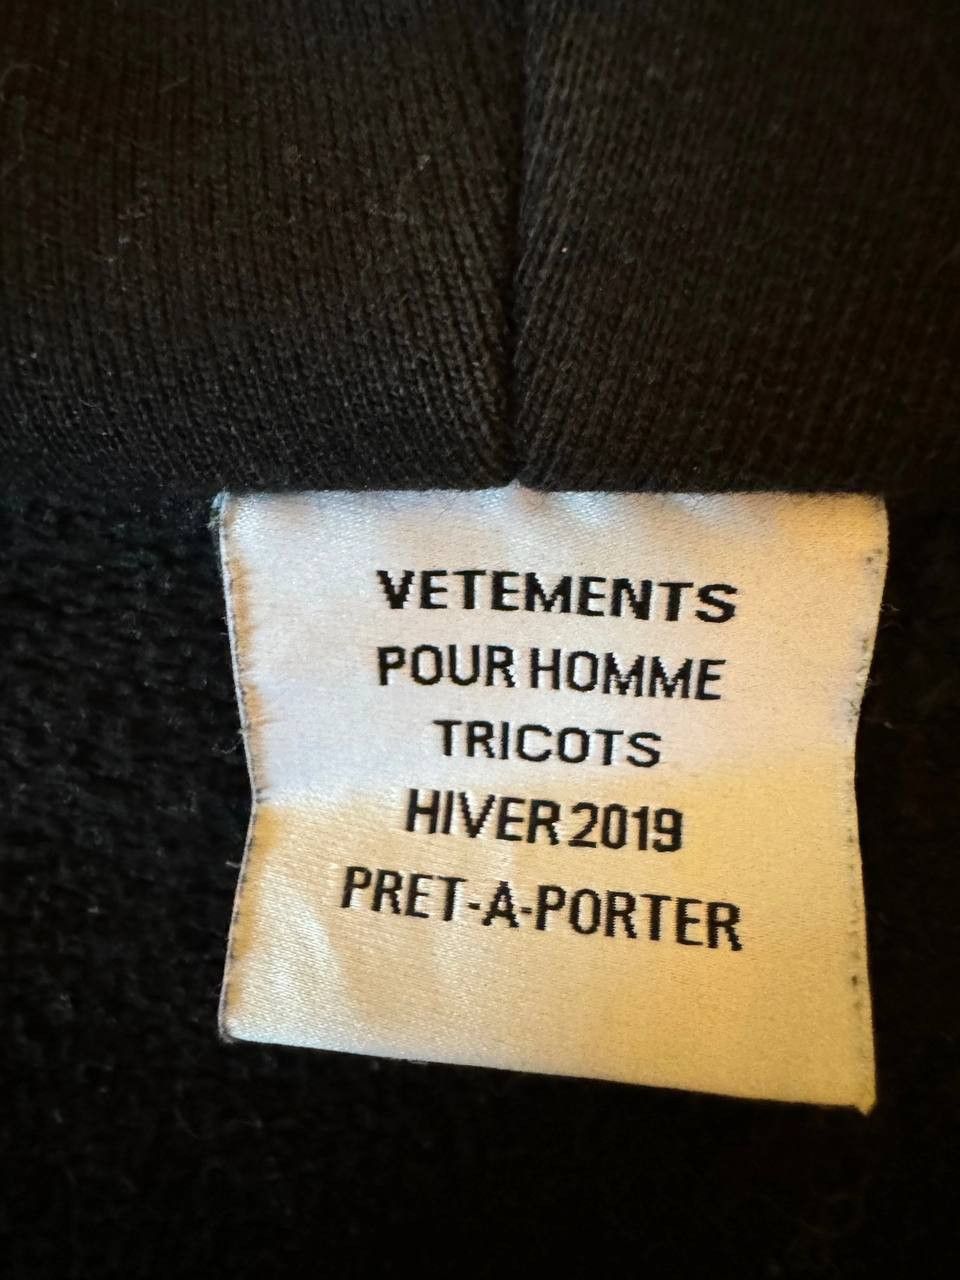 VETEMENTS
POUR HOMME
TRICOTS
HIVER 2019
PRET-A-PORTER